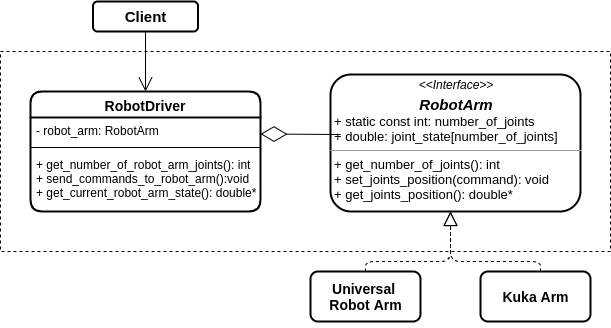 Client
RobotDriver
- robot_arm: RobotArm
+ get_number_of_robot_arm_joints(): int
+ send_commands_to_robot_arm():void
+ get_current_robot_arm_state(): double*
<<Interface>>
RobotArm
+ static const int: number_of_joints
+ double: joint_state[number_of_joints]
+ get_number_of_joints(): int
+ set_joints_position(command): void
+ get_joints_position(): double*
Universal
Robot Arm
Kuka Arm